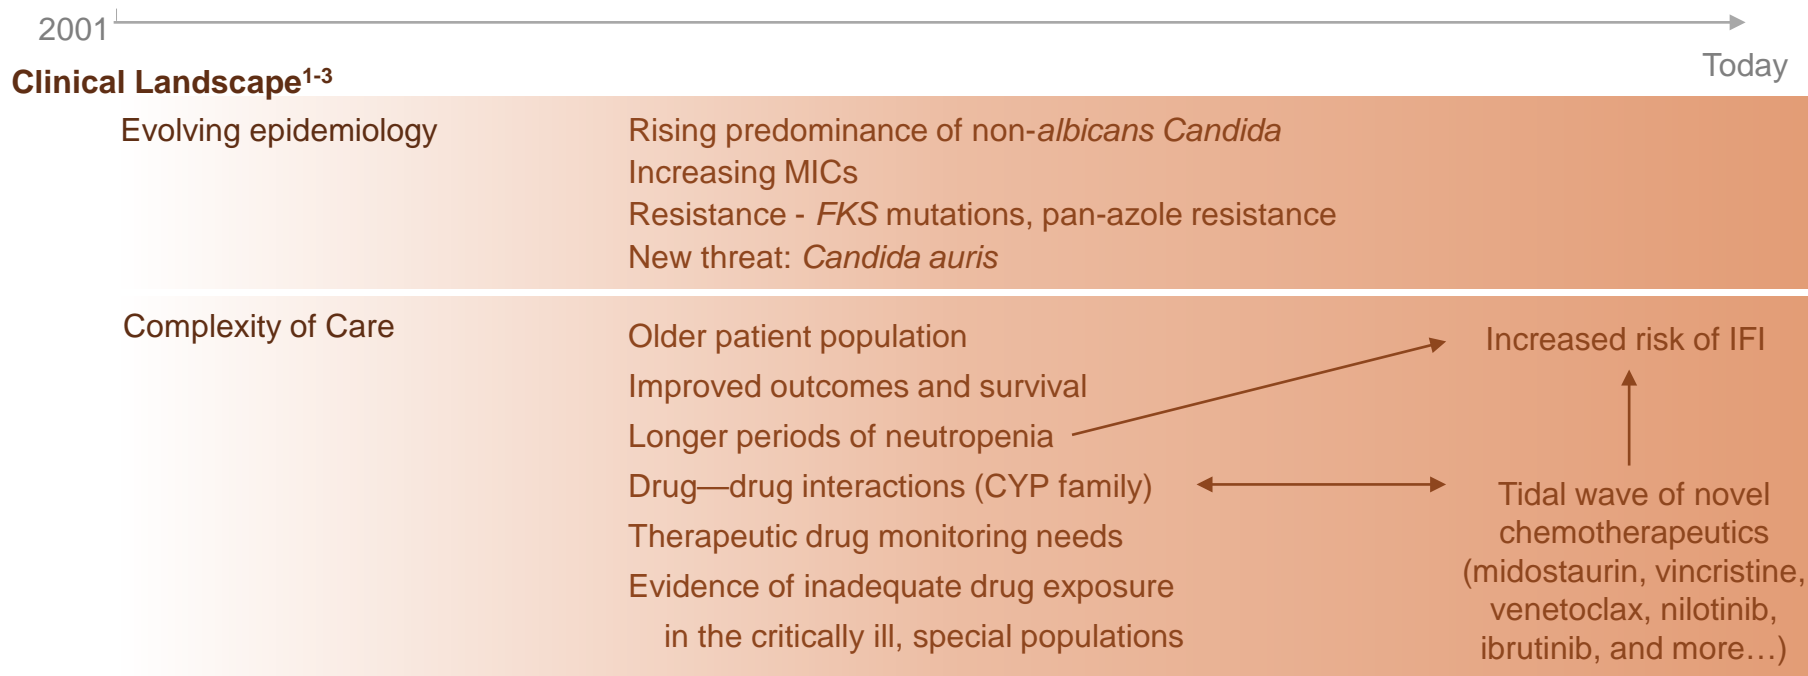 2001
Today
Clinical Landscape1-3
Evolving epidemiology
Rising predominance of non-albicans Candida
Increasing MICs
Resistance - FKS mutations, pan-azole resistance
New threat: Candida auris
Complexity of Care
Older patient population
Improved outcomes and survival
Longer periods of neutropenia
Drug—drug interactions (CYP family)
Therapeutic drug monitoring needs
Evidence of inadequate drug exposure
in the critically ill, special populations
Increased risk of IFI
Tidal wave of novel
chemotherapeutics
(midostaurin, vincristine,
venetoclax, nilotinib,
ibrutinib, and more…)